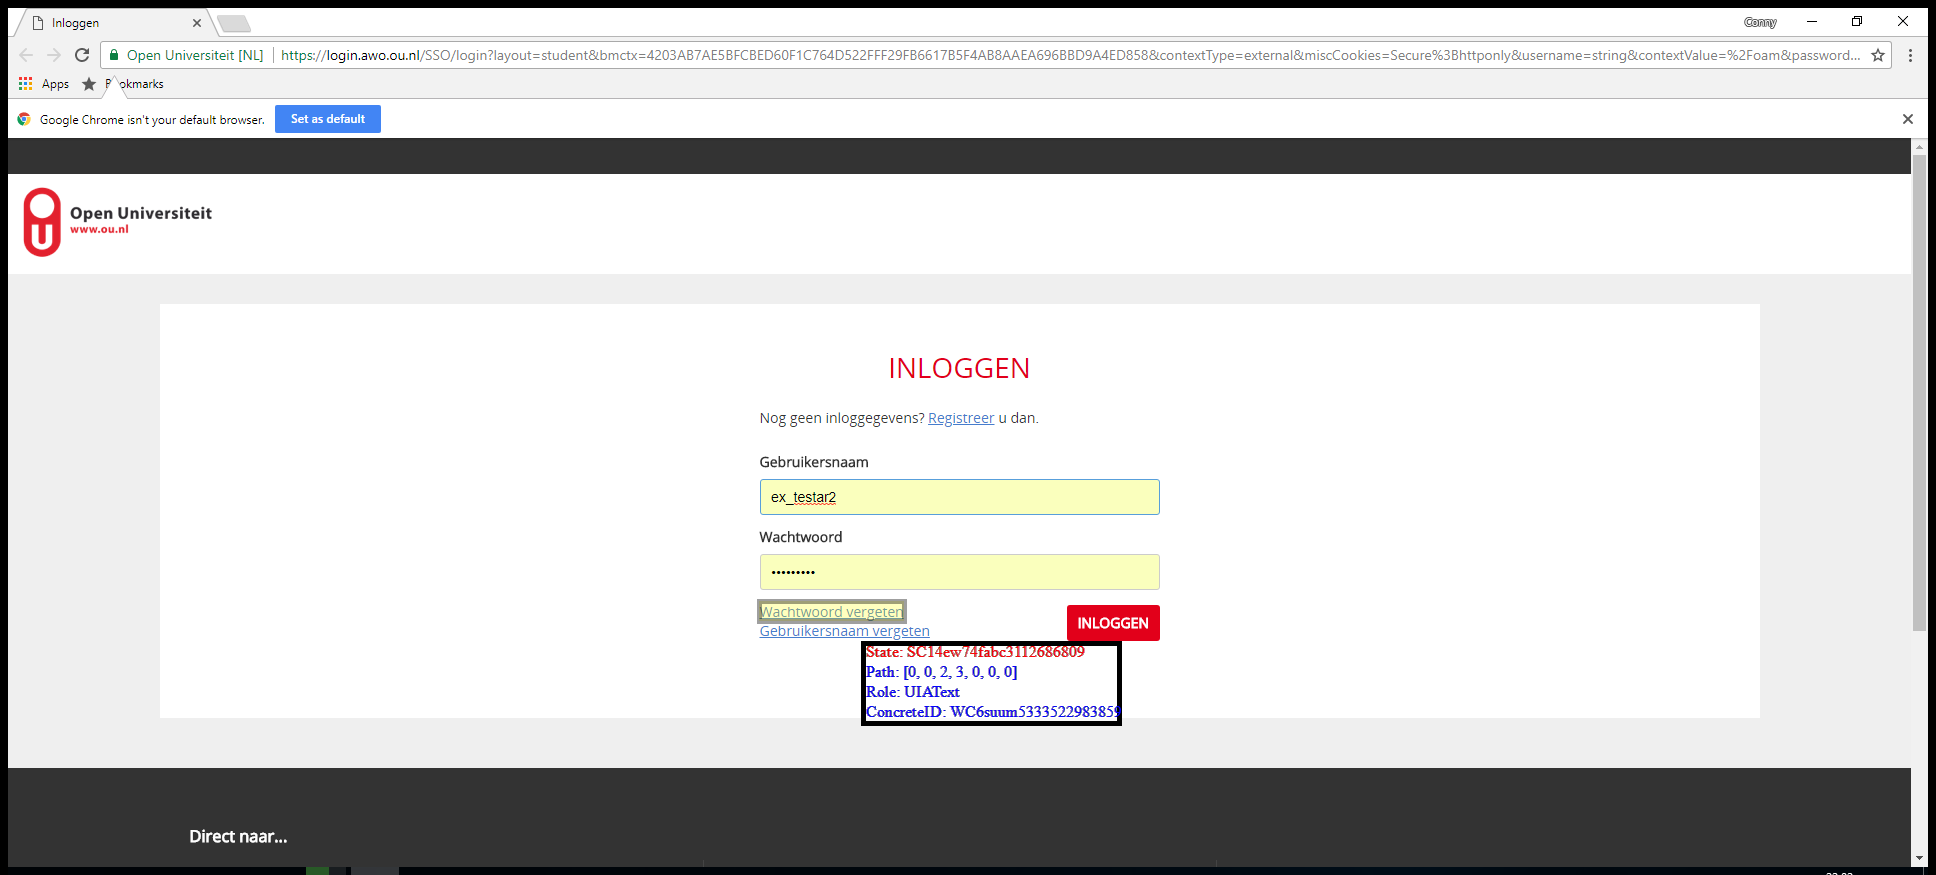 Inloggen
Conny
Open Universiteit [NL] https://login.awo.ou.nl/SSO/login?layout=student&bmctx=4203AB7AE5BFCBED60F1C764D522FFF29FB6617B5F4AB8AAEA696BBD9A4ED858&contextType=external&miscCookies=Secure%3Bhttponly&username=string&contextValue=%2Foam&password...
Apps Bookmarks
Google Chrome isn't your default browser. Set as default
Open Universiteit
www.ou.nl
INLOGGEN
Nog geen inloggegevens? Registreer u dan.
Gebruikersnaam
ex_testar2
Wachtwoord
•••••••••
Wachtwoord vergeten
INLOGGEN
Gebruikersnaam vergeten
State: SC14ew74fabc3112686809
Path: [0, 0, 2, 3, 0, 0, 0]
Role: UIAText
ConcreteID: WC6suum5333522983859
Direct naar...